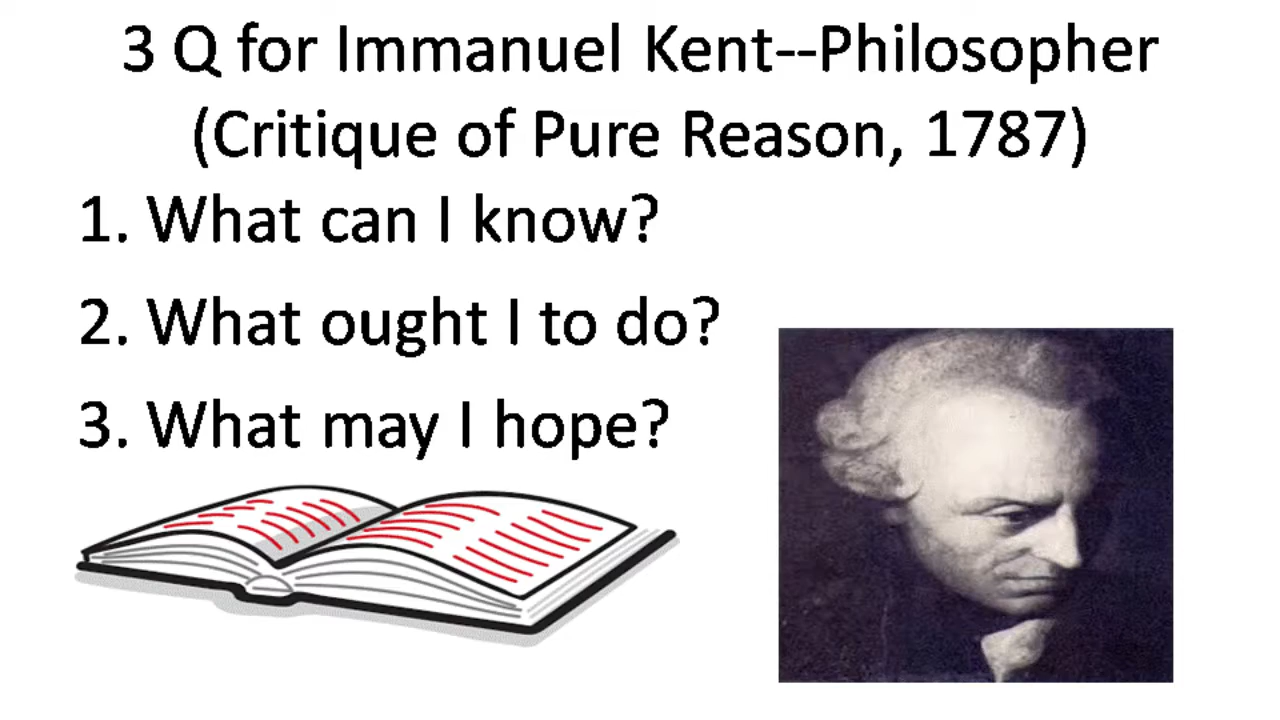 3 Q for Immanuel Kent--Philosopher
(Critique of Pure Reason, 1787)
1. What can I know?
2. What ought I to do?
3. What may I hope?